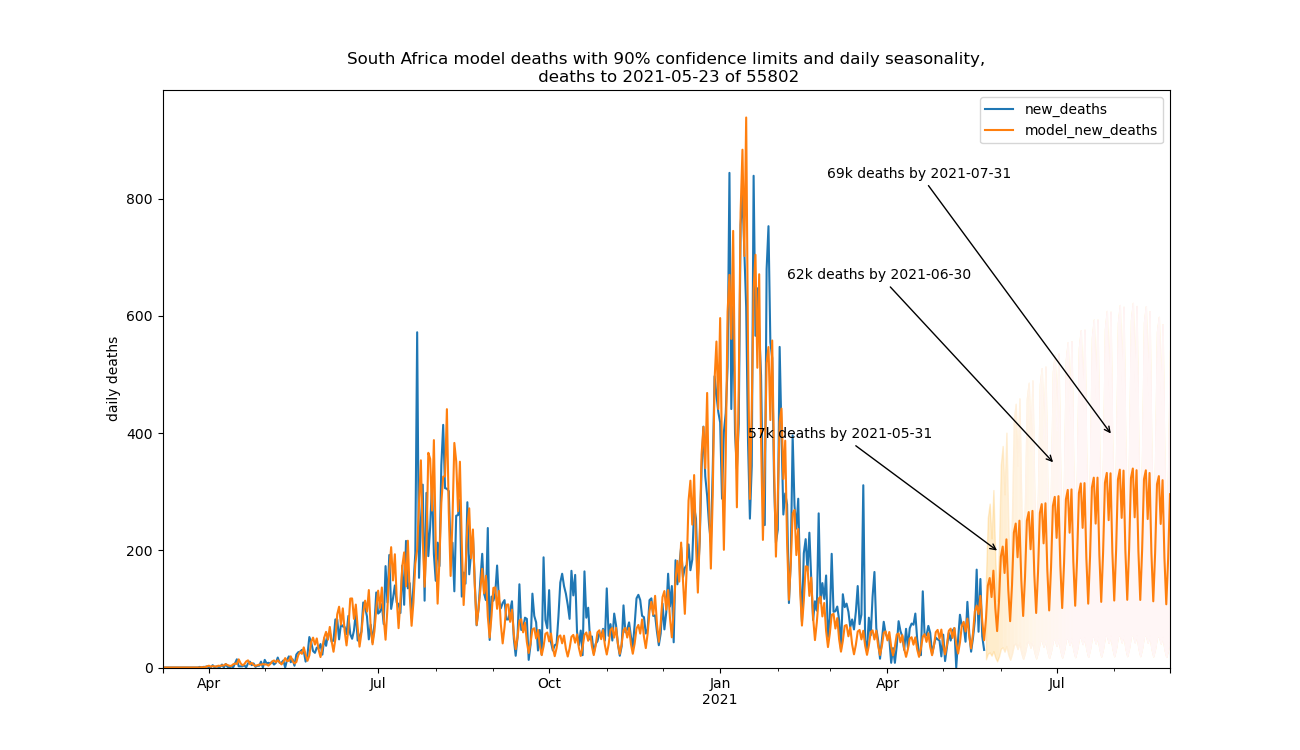 South Africa model deaths with 90% confidence limits and daily seasonality,
deaths to 2021-05-23 of 55802
new_deaths
model_new_deaths
69k deaths by 2021-07-31
62k deaths by 2021-06-30
57k deaths by 2021-05-31
daily deaths
800
600
400
200
0
Apr
Jul
Oct
Jan
2021
Apr
Jul